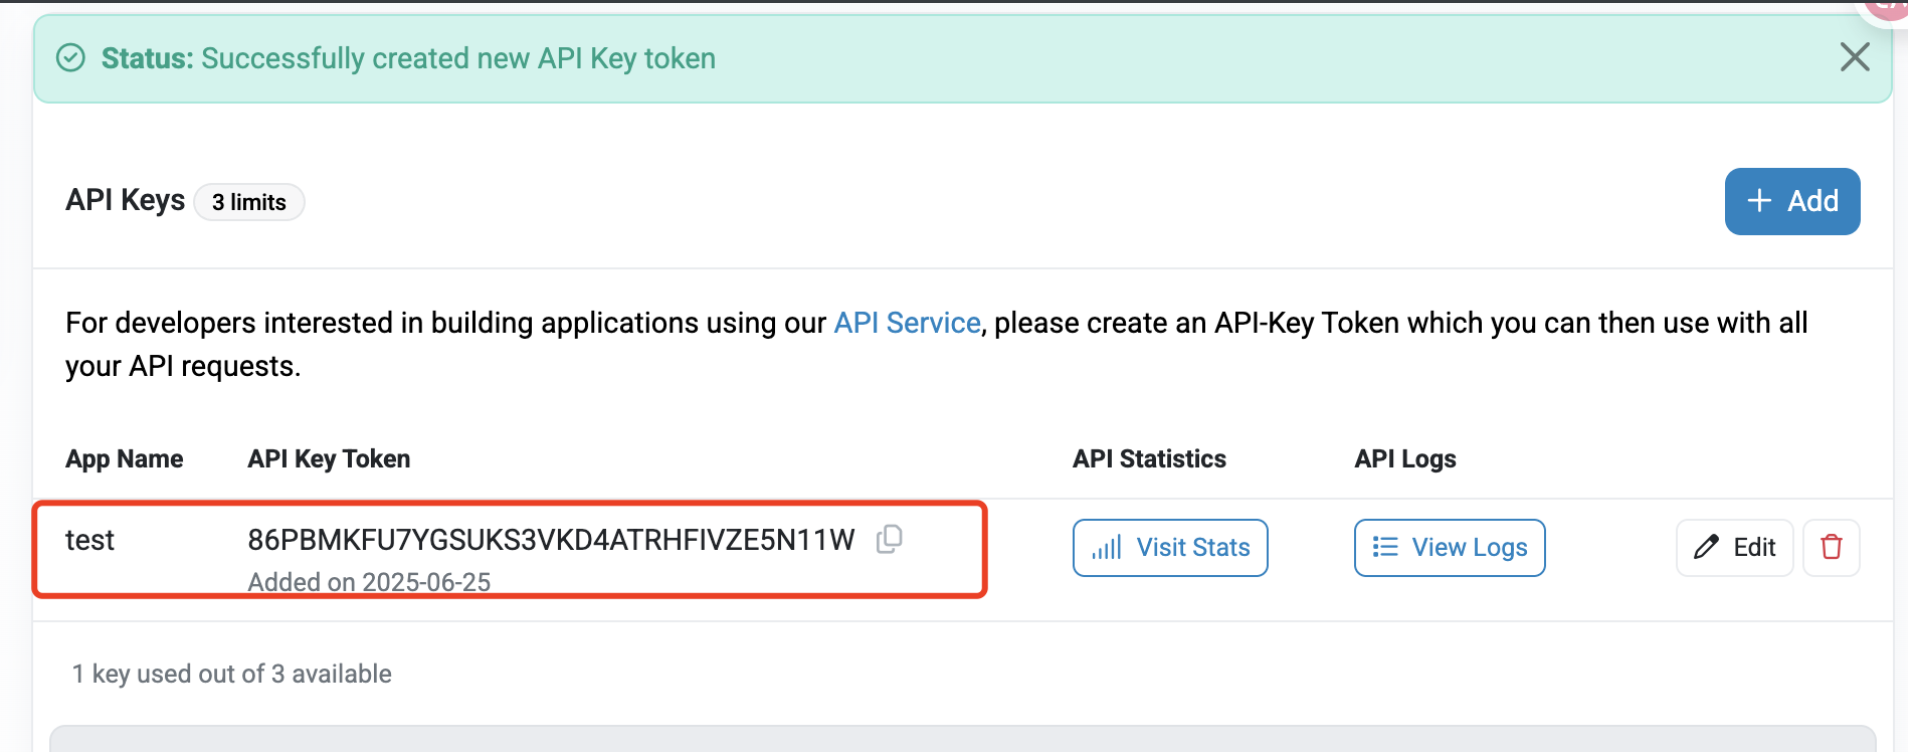 Status: Successfully created new API Key token
API Keys 3 limits
+ Add
For developers interested in building applications using our API Service, please create an API-Key Token which you can then use with all
your API requests.
App Name API Key Token API Statistics API Logs
test 86PBMKFU7YGSUKS3VKD4ATRHFIVZE5N11W Visit Stats View Logs Edit
Added on 2025-06-25
1 key used out of 3 available